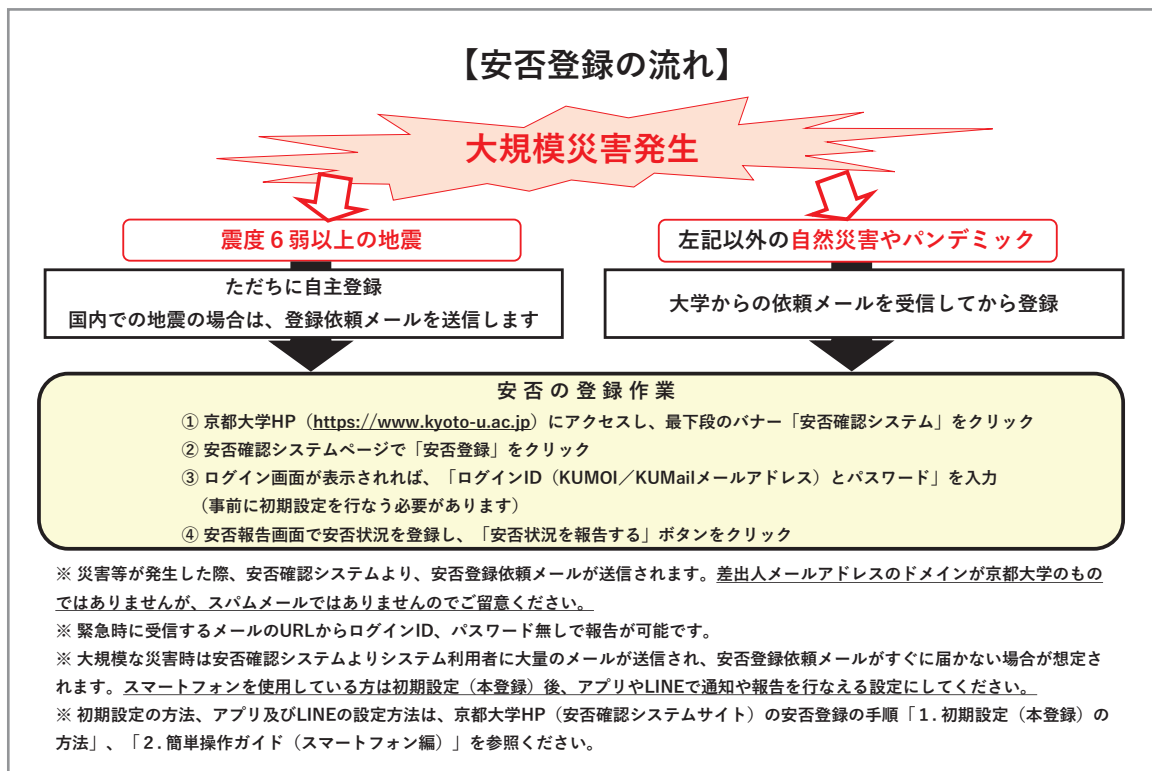 【安否登録の流れ】
大規模災害発生
震度６弱以上の地震
ただちに自主登録
国内での地震の場合は、登録依頼メールを送信します
左記以外の自然災害やパンデミック
大学からの依頼メールを受信してから登録
安否の登録作業
① 京都大学HP（https://www.kyoto-u.ac.jp）にアクセスし、最下段のバナー「安否確認システム」をクリック
② 安否確認システムページで「安否登録」をクリック
③ ログイン画面が表示されれば、「ログインID（KUMOI／KUMailメールアドレス）とパスワード」を入力
（事前に初期設定を行なう必要があります）
④ 安否報告画面で安否状況を登録し、「安否状況を報告する」ボタンをクリック
※ 災害等が発生した際、安否確認システムより、安否登録依頼メールが送信されます。差出人メールアドレスのドメインが京都大学のもの
ではありませんが、スパムメールではありませんのでご留意ください。
※ 緊急時に受信するメールのURLからログインID、パスワード無しで報告が可能です。
※ 大規模な災害時は安否確認システムよりシステム利用者に大量のメールが送信され、安否登録依頼メールがすぐに届かない場合が想定さ
れます。スマートフォンを使用している方は初期設定（本登録）後、アプリやLINEで通知や報告を行なえる設定にしてください。
※ 初期設定の方法、アプリ及びLINEの設定方法は、京都大学HP（安否確認システムサイト）の安否登録の手順「１. 初期設定（本登録）の
方法」、「２. 簡単操作ガイド（スマートフォン編）」を参照ください。